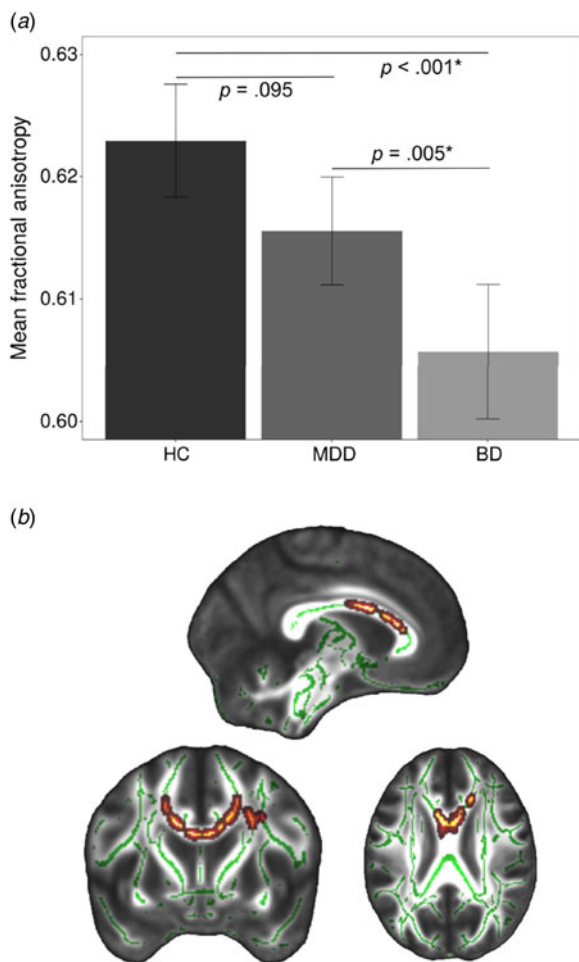 (a)
0.63
p < .001*
p = .095
0.62
p = .005*
Mean fractional anisotropy
0.61
0.60
HC MDD BD
(b)